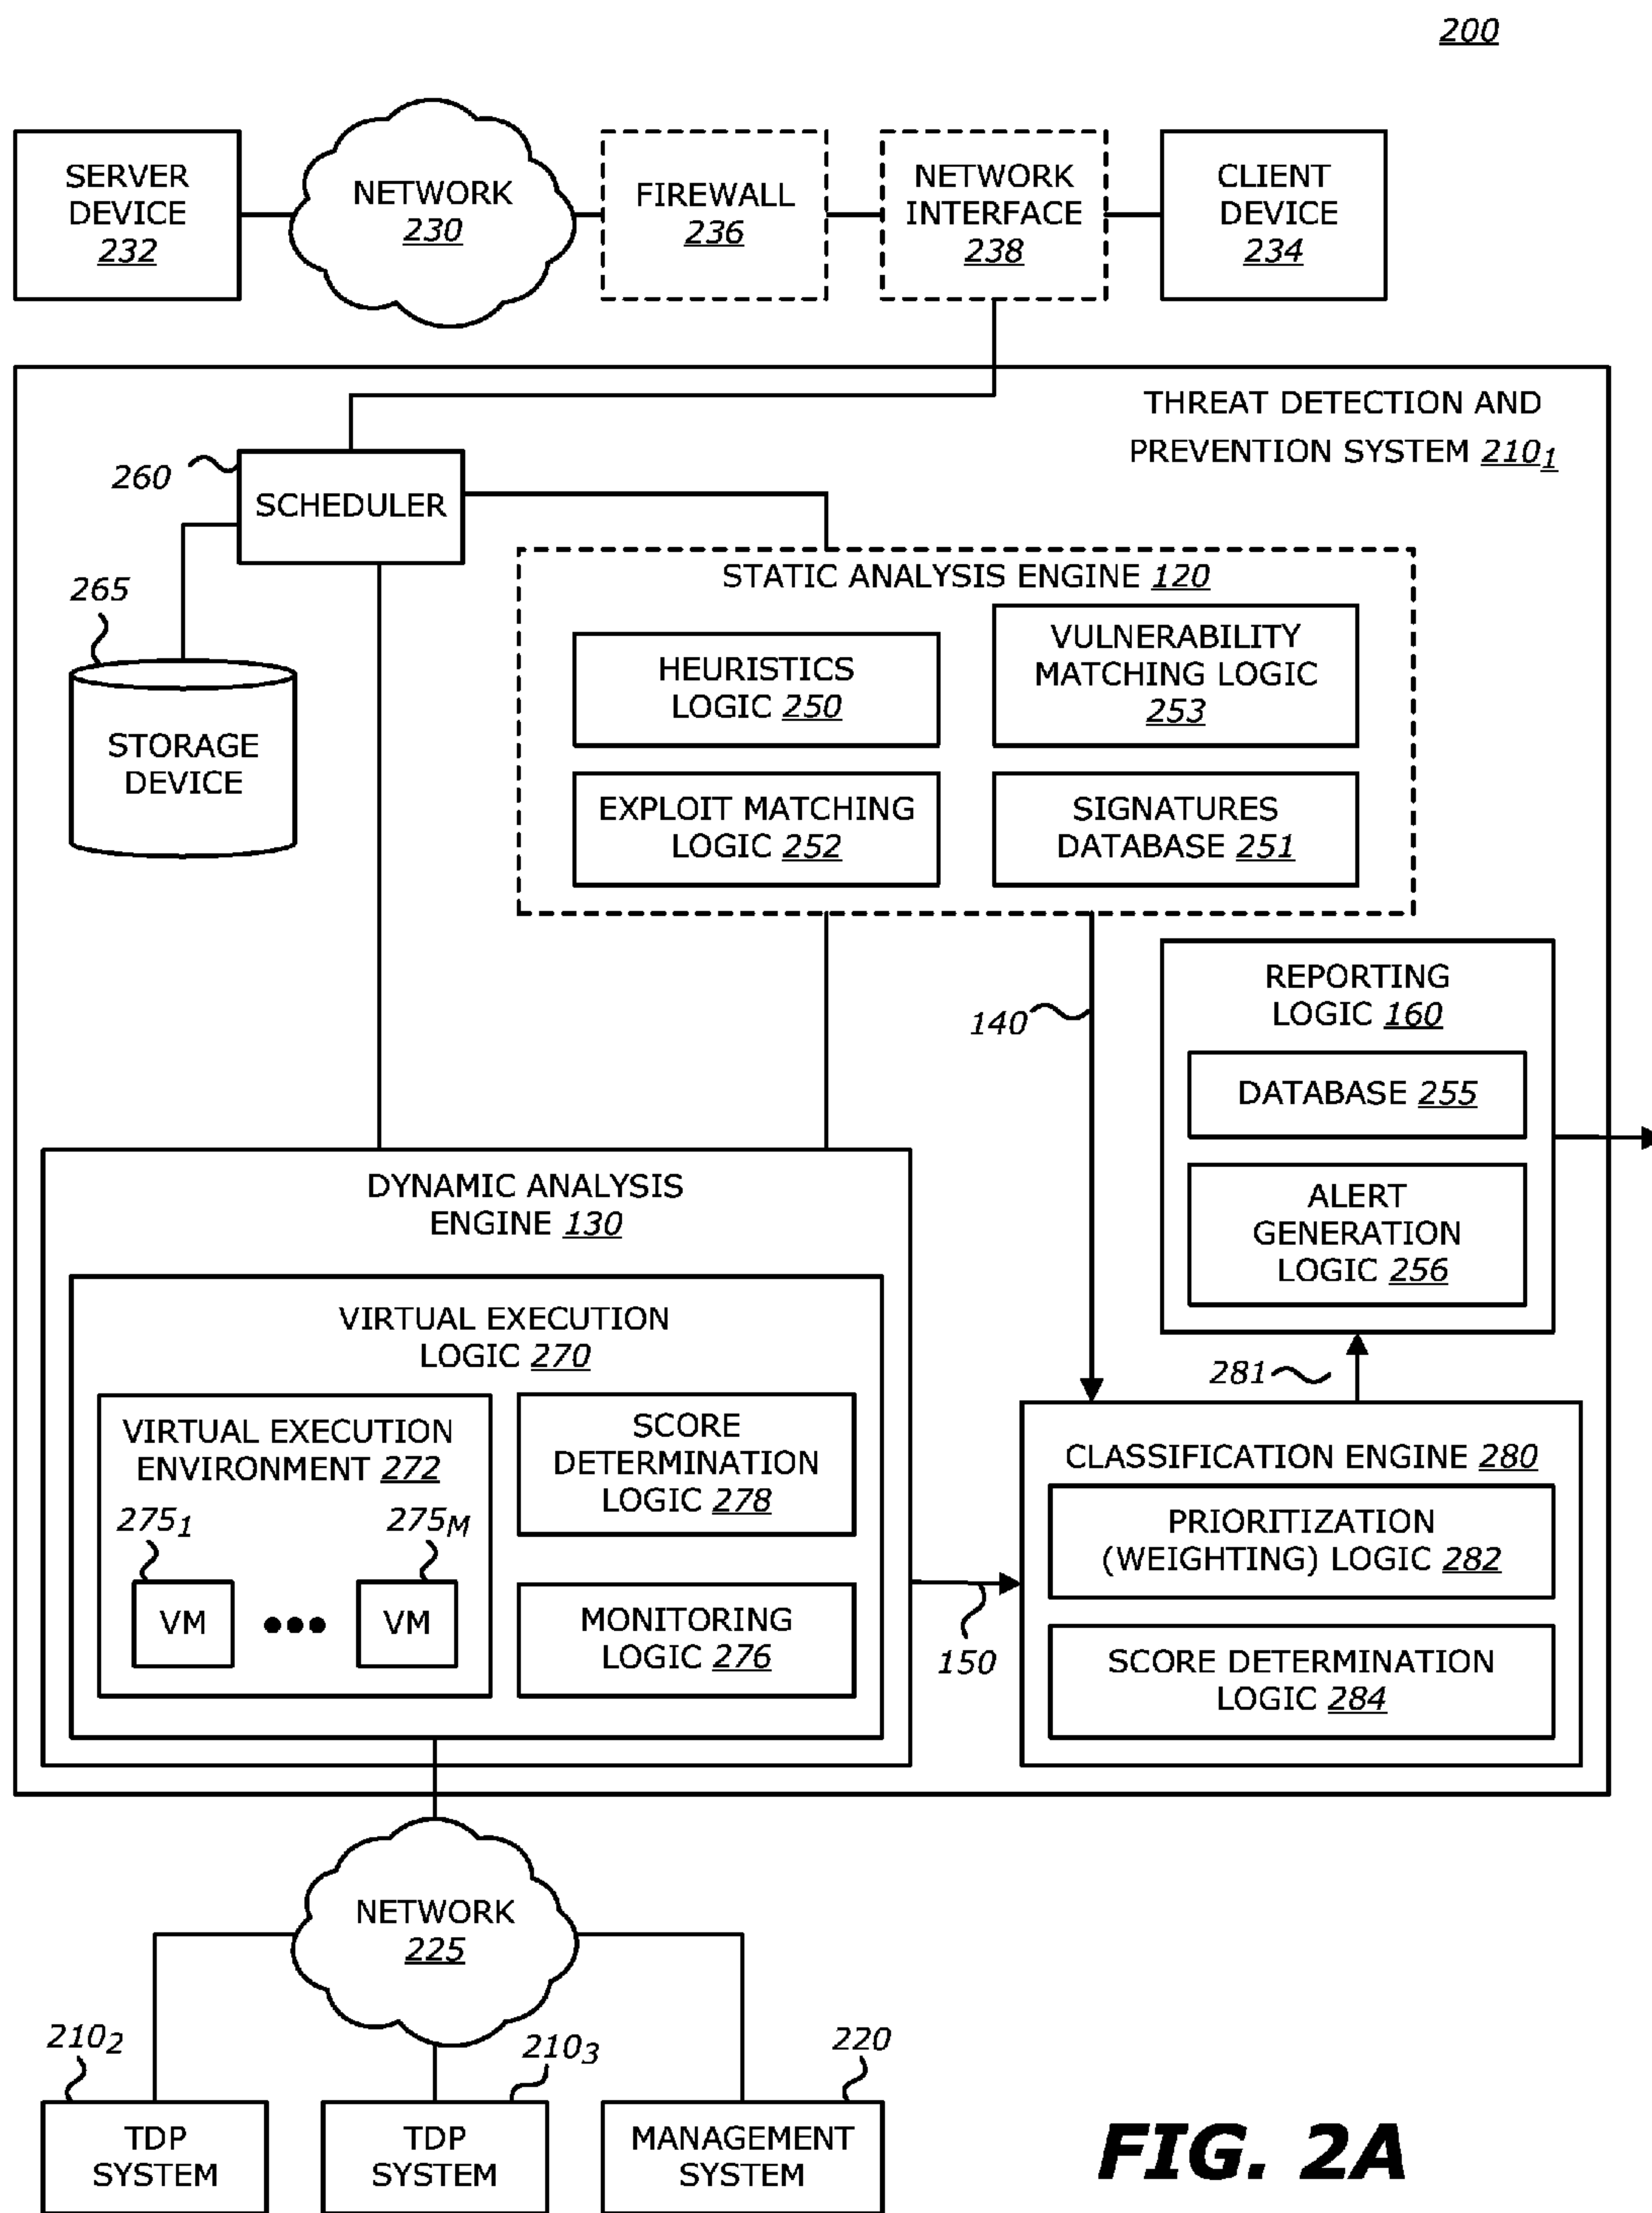 200
SERVER
DEVICE
232
NETWORK
230
FIREWALL
236
NETWORK
INTERFACE
238
CLIENT
DEVICE
234
THREAT DETECTION AND
PREVENTION SYSTEM 210₁
260
SCHEDULER
265
STORAGE
DEVICE
STATIC ANALYSIS ENGINE 120
HEURISTICS
LOGIC 250
VULNERABILITY
MATCHING LOGIC
253
EXPLOIT MATCHING
LOGIC 252
SIGNATURES
DATABASE 251
140
REPORTING
LOGIC 160
DATABASE 255
ALERT
GENERATION
LOGIC 256
281
DYNAMIC ANALYSIS
ENGINE 130
VIRTUAL EXECUTION
LOGIC 270
VIRTUAL EXECUTION
ENVIRONMENT 272
275₁
275M
VM
VM
SCORE
DETERMINATION
LOGIC 278
MONITORING
LOGIC 276
150
CLASSIFICATION ENGINE 280
PRIORITIZATION
(WEIGHTING) LOGIC 282
SCORE DETERMINATION
LOGIC 284
NETWORK
225
210₂
210₃
220
TDP
SYSTEM
TDP
SYSTEM
MANAGEMENT
SYSTEM
FIG. 2A